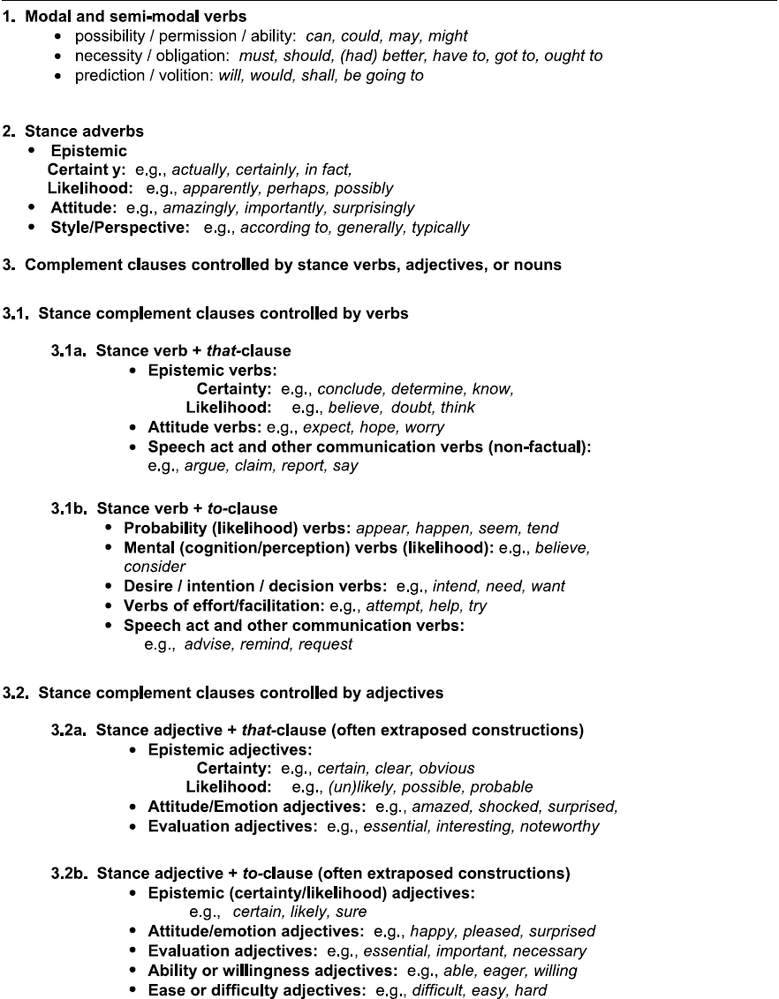 1. Modal and semi-modal verbs
• possibility / permission / ability: can, could, may, might
• necessity / obligation: must, should, (had) better, have to, got to, ought to
• prediction / volition: will, would, shall, be going to
2. Stance adverbs
• Epistemic
Certaint y: e.g., actually, certainly, in fact,
Likelihood: e.g., apparently, perhaps, possibly
• Attitude: e.g., amazingly, importantly, surprisingly
• Style/Perspective: e.g., according to, generally, typically
3. Complement clauses controlled by stance verbs, adjectives, or nouns
3.1. Stance complement clauses controlled by verbs
3.1a. Stance verb + that-clause
• Epistemic verbs:
Certainty: e.g., conclude, determine, know,
Likelihood: e.g., believe, doubt, think
• Attitude verbs: e.g., expect, hope, worry
• Speech act and other communication verbs (non-factual):
e.g., argue, claim, report, say
3.1b. Stance verb + to-clause
• Probability (likelihood) verbs: appear, happen, seem, tend
• Mental (cognition/perception) verbs (likelihood): e.g., believe,
consider
• Desire / intention / decision verbs: e.g., intend, need, want
• Verbs of effort/facilitation: e.g., attempt, help, try
• Speech act and other communication verbs:
e.g., advise, remind, request
3.2. Stance complement clauses controlled by adjectives
3.2a. Stance adjective + that-clause (often extraposed constructions)
• Epistemic adjectives:
Certainty: e.g., certain, clear, obvious
Likelihood: e.g., (un)likely, possible, probable
• Attitude/Emotion adjectives: e.g., amazed, shocked, surprised,
• Evaluation adjectives: e.g., essential, interesting, noteworthy
3.2b. Stance adjective + to-clause (often extraposed constructions)
• Epistemic (certainty/likelihood) adjectives:
e.g., certain, likely, sure
• Attitude/emotion adjectives: e.g., happy, pleased, surprised
• Evaluation adjectives: e.g., essential, important, necessary
• Ability or willingness adjectives: e.g., able, eager, willing
• Ease or difficulty adjectives: e.g., difficult, easy, hard